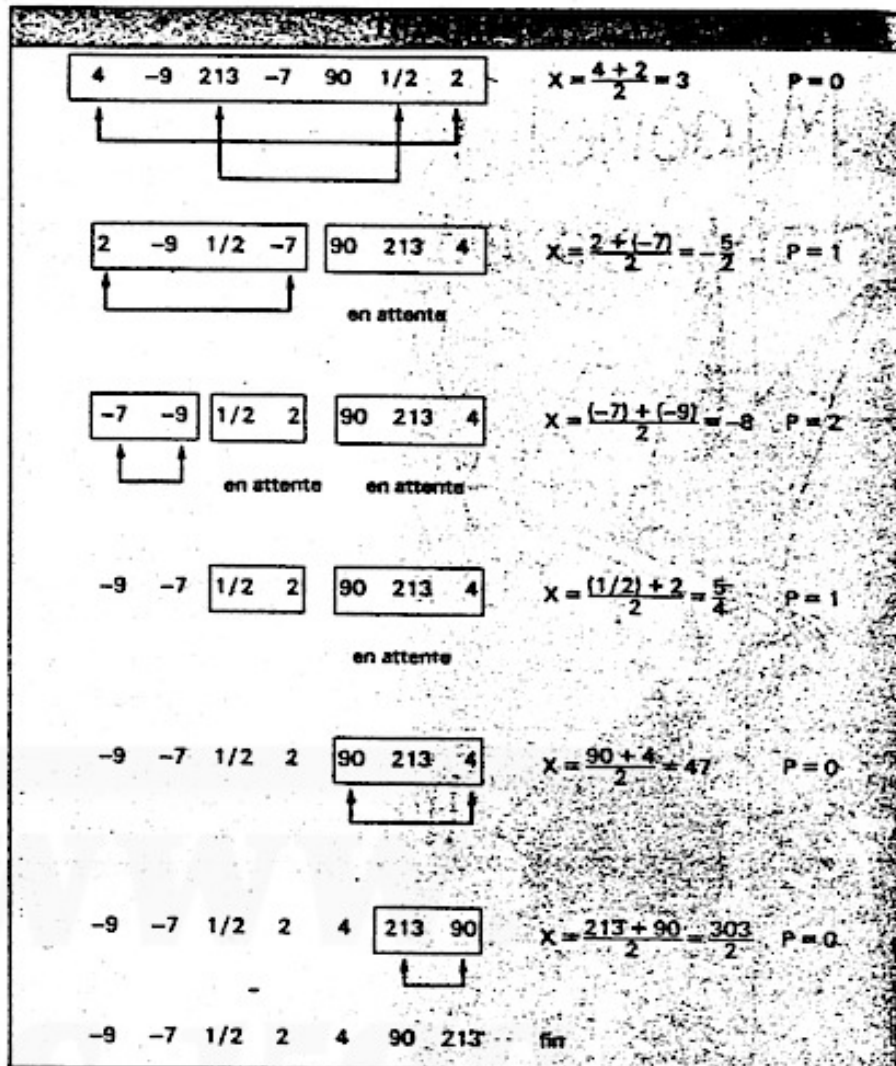 4 -9 213 -7 90 1/2 2 X = (4 + 2)/2 = 3 P = 0
2 -9 1/2 -7 90 213 4 X = (2 + (-7))/2 = -5/2 P = 1
en attente
-7 -9 1/2 2 90 213 4 X = ((-7) + (-9))/2 = -8 P = 2
en attente en attente
-9 -7 1/2 2 90 213 4 X = ((1/2) + 2)/2 = 5/4 P = 1
en attente
-9 -7 1/2 2 90 213 4 X = (90 + 4)/2 = 47 P = 0
-9 -7 1/2 2 4 213 90 X = (213 + 90)/2 = 303/2 P = 0
-9 -7 1/2 2 4 90 213 fin